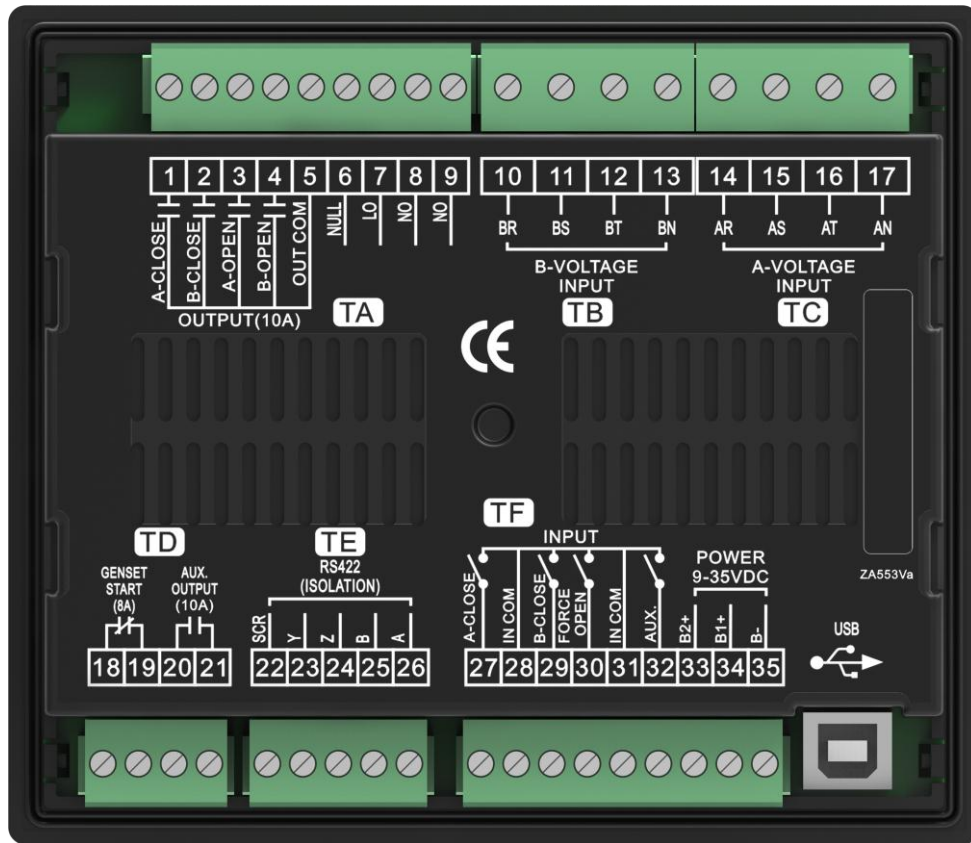 1 2 3 4 5 6 7 8 9
10 11 12 13
14 15 16 17
A-CLOSE
B-CLOSE
A-OPEN
B-OPEN
OUT COM
NULL
LO
NO
NO
OUTPUT(10A)
TA
BR BS BT BN
B-VOLTAGE
INPUT
TB
AR AS AT AN
A-VOLTAGE
INPUT
TC
CE
TD
GENSET
START
(8A)
AUX.
OUTPUT
(10A)
18 19 20 21
TE
RS422
(ISOLATION)
SCR
Y
Z
B
A
22 23 24 25 26
TF
INPUT
A-CLOSE
IN COM
B-CLOSE
FORCE
OPEN
IN COM
AUX.
POWER
9-35VDC
B2+
B1+
B-
27 28 29 30 31 32 33 34 35
ZA553Va
USB